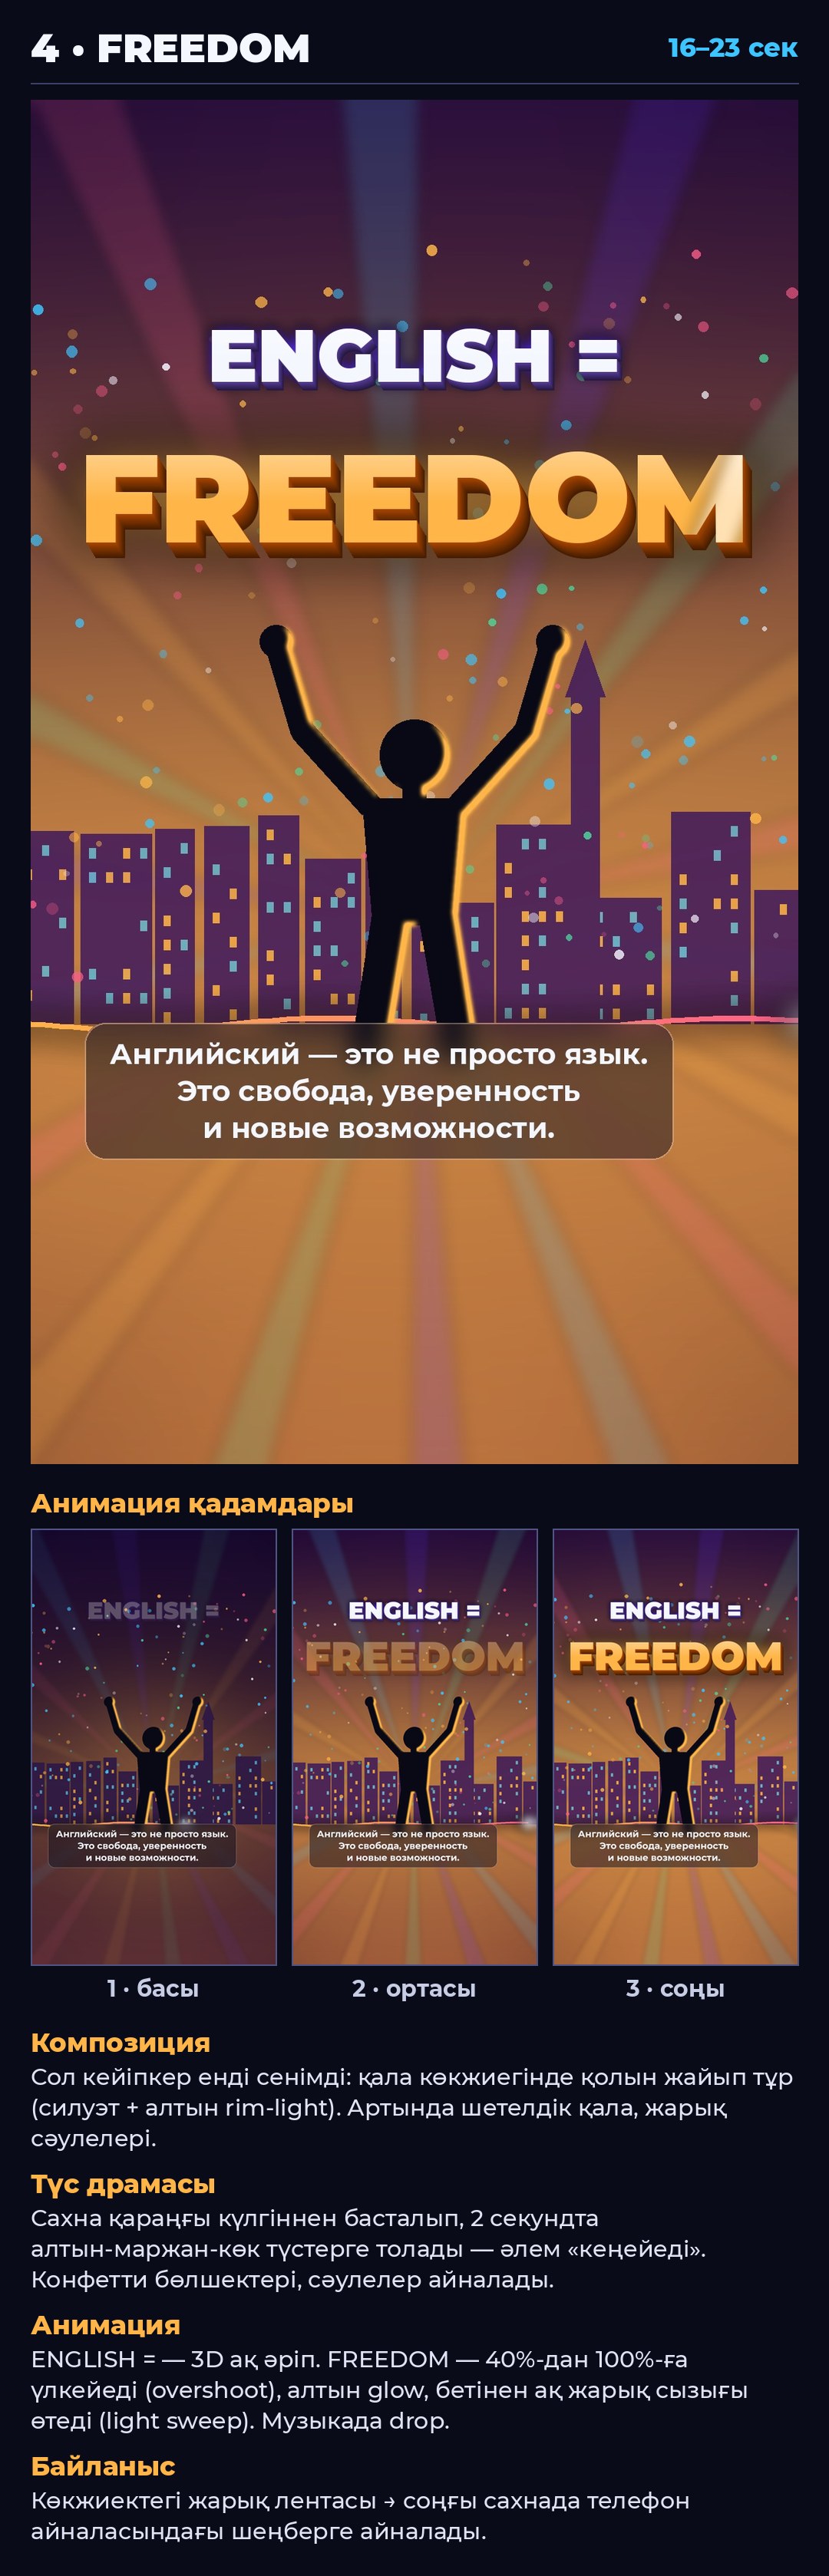 4 • FREEDOM
16–23 сек
ENGLISH =
FREEDOM
Английский — это не просто язык.
Это свобода, уверенность
и новые возможности.
Анимация қадамдары
ENGLISH =
Английский — это не просто язык.
Это свобода, уверенность
и новые возможности.
ENGLISH =
FREEDOM
Английский — это не просто язык.
Это свобода, уверенность
и новые возможности.
ENGLISH =
FREEDOM
Английский — это не просто язык.
Это свобода, уверенность
и новые возможности.
1 · басы
2 · ортасы
3 · соңы
Композиция
Сол кейіпкер енді сенімді: қала көкжиегінде қолын жайып тұр
(силуэт + алтын rim-light). Артында шетелдік қала, жарық
сәулелері.
Түс драмасы
Сахна қараңғы күлгіннен басталып, 2 секундта
алтын-маржан-көк түстерге толады — әлем «кеңейеді».
Конфетти бөлшектері, сәулелер айналады.
Анимация
ENGLISH = — 3D ақ әріп. FREEDOM — 40%-дан 100%-ға
үлкейеді (overshoot), алтын glow, бетінен ақ жарық сызығы
өтеді (light sweep). Музыкада drop.
Байланыс
Көкжиектегі жарық лентасы → соңғы сахнада телефон
айналасындағы шеңберге айналады.